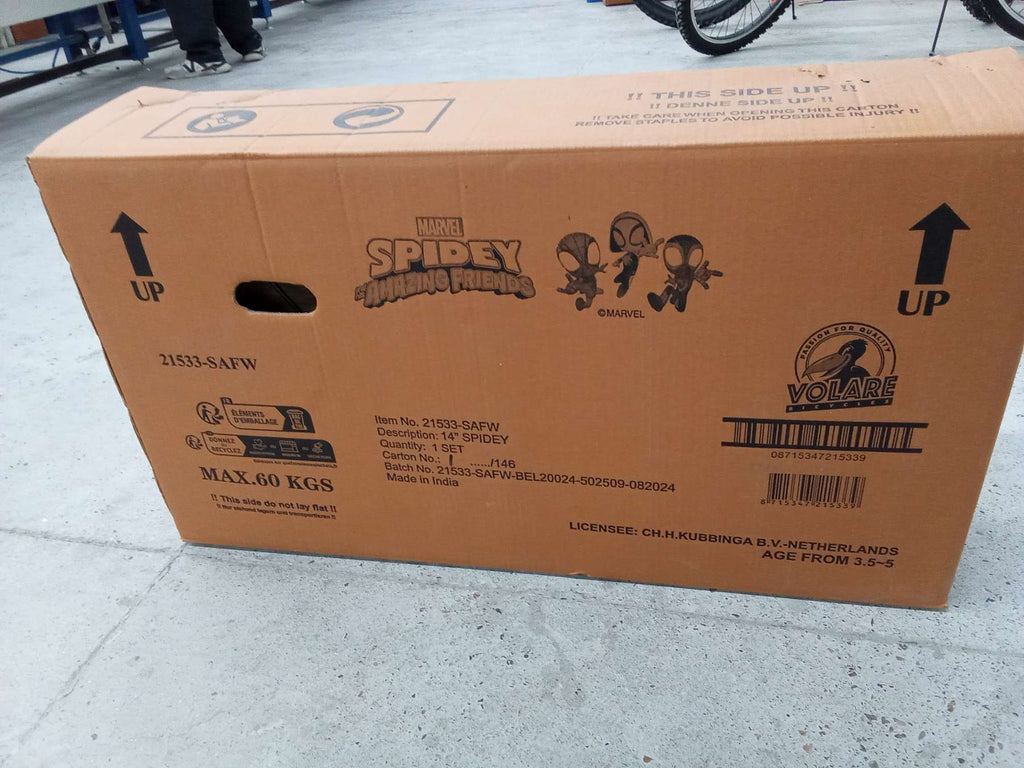 !! THIS SIDE UP !!
!! DENNE SIDE UP !!
!! TAKE CARE WHEN OPENING THIS CARTON
REMOVE STAPLES TO AVOID POSSIBLE INJURY !!
UP
MARVEL
SPIDEY
AMAZING FRIENDS
©MARVEL
UP
21533-SAFW
PASSION FOR QUALITY
VOLARE
BICYCLES
FR
ÉLÉMENTS
D'EMBALLAGE
DONNEZ
RECYCLEZ
MAX.60 KGS
!! This side do not lay flat !!
Item No. 21533-SAFW
Description: 14" SPIDEY
Quantity: 1 SET
Carton No.: ....../146
Batch No. 21533-SAFW-BEL20024-502509-082024
Made in India
08715347215339
8 715347 215339
LICENSEE: CH.H.KUBBINGA B.V.-NETHERLANDS
AGE FROM 3.5~5